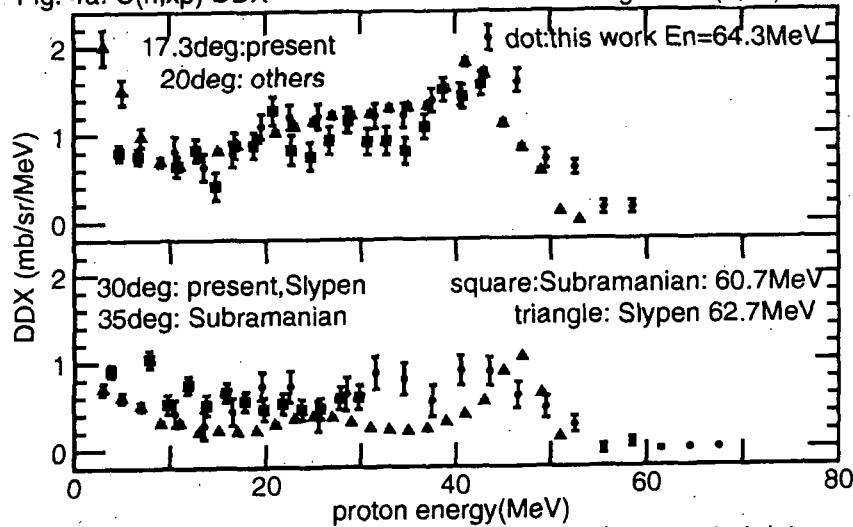 17.3deg:present
20deg: others
dot:this work En=64.3MeV
2
1
0
DDX (mb/sr/MeV)
30deg: present,Slypen
35deg: Subramanian
square:Subramanian: 60.7MeV
triangle: Slypen 62.7MeV
2
1
0
0
20
40
60
80
proton energy(MeV)